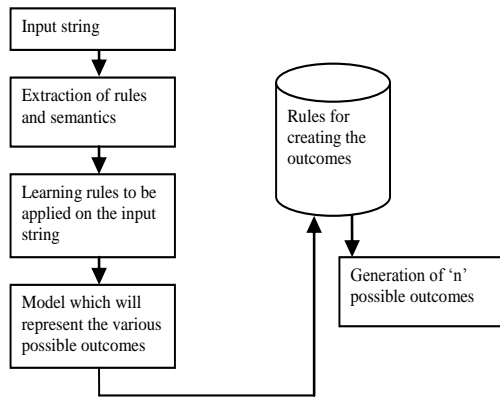 Input string
Extraction of rules
and semantics
Learning rules to be
applied on the input
string
Model which will
represent the various
possible outcomes
Rules for
creating the
outcomes
Generation of ‘n’
possible outcomes